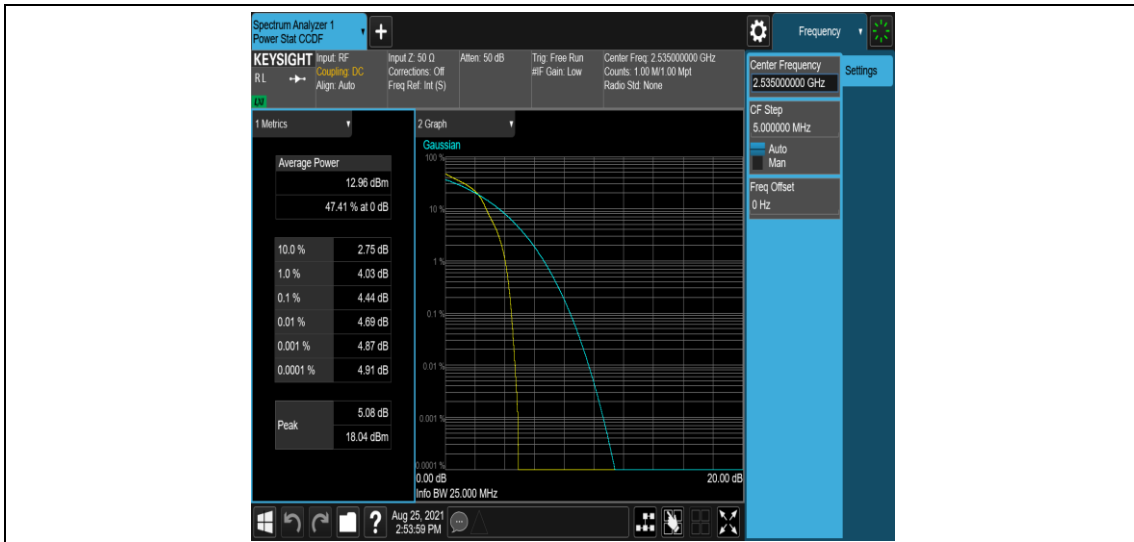 Spectrum Analyzer 1
Power Stat CCDF
+
Frequency
KEYSIGHT
RL
LXI
Input: RF
Coupling: DC
Align: Auto
Input Z: 50 Ω
Corrections: Off
Freq Ref: Int (S)
Atten: 50 dB
Trig: Free Run
#IF Gain: Low
Center Freq: 2.535000000 GHz
Counts: 1.00 M/1.00 Mpt
Radio Std: None
Center Frequency
2.535000000 GHz
Settings
CF Step
5.000000 MHz
Auto
Man
Freq Offset
0 Hz
1 Metrics
Average Power
12.96 dBm
47.41 % at 0 dB
10.0 % 2.75 dB
1.0 % 4.03 dB
0.1 % 4.44 dB
0.01 % 4.69 dB
0.001 % 4.87 dB
0.0001 % 4.91 dB
Peak 5.08 dB
18.04 dBm
2 Graph
Gaussian
100 %
10 %
1 %
0.1 %
0.01 %
0.001 %
0.0001 %
0.00 dB 20.00 dB
Info BW 25.000 MHz
?
Aug 25, 2021
2:53:59 PM